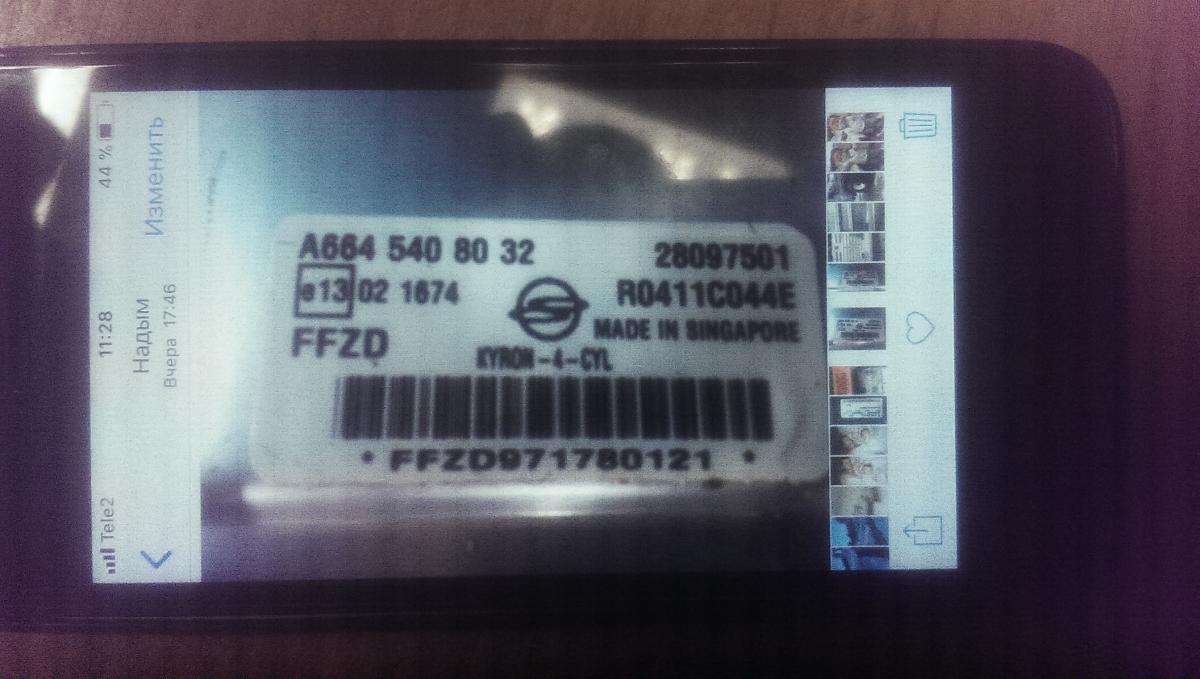 Tele2
11:28
44 %
Надым
Вчера 17:46
Изменить
A664 540 80 32
28097501
e13 02 1674
R0411C044E
MADE IN SINGAPORE
FFZD
KYRON-4-CYL
* FFZD971780121 *